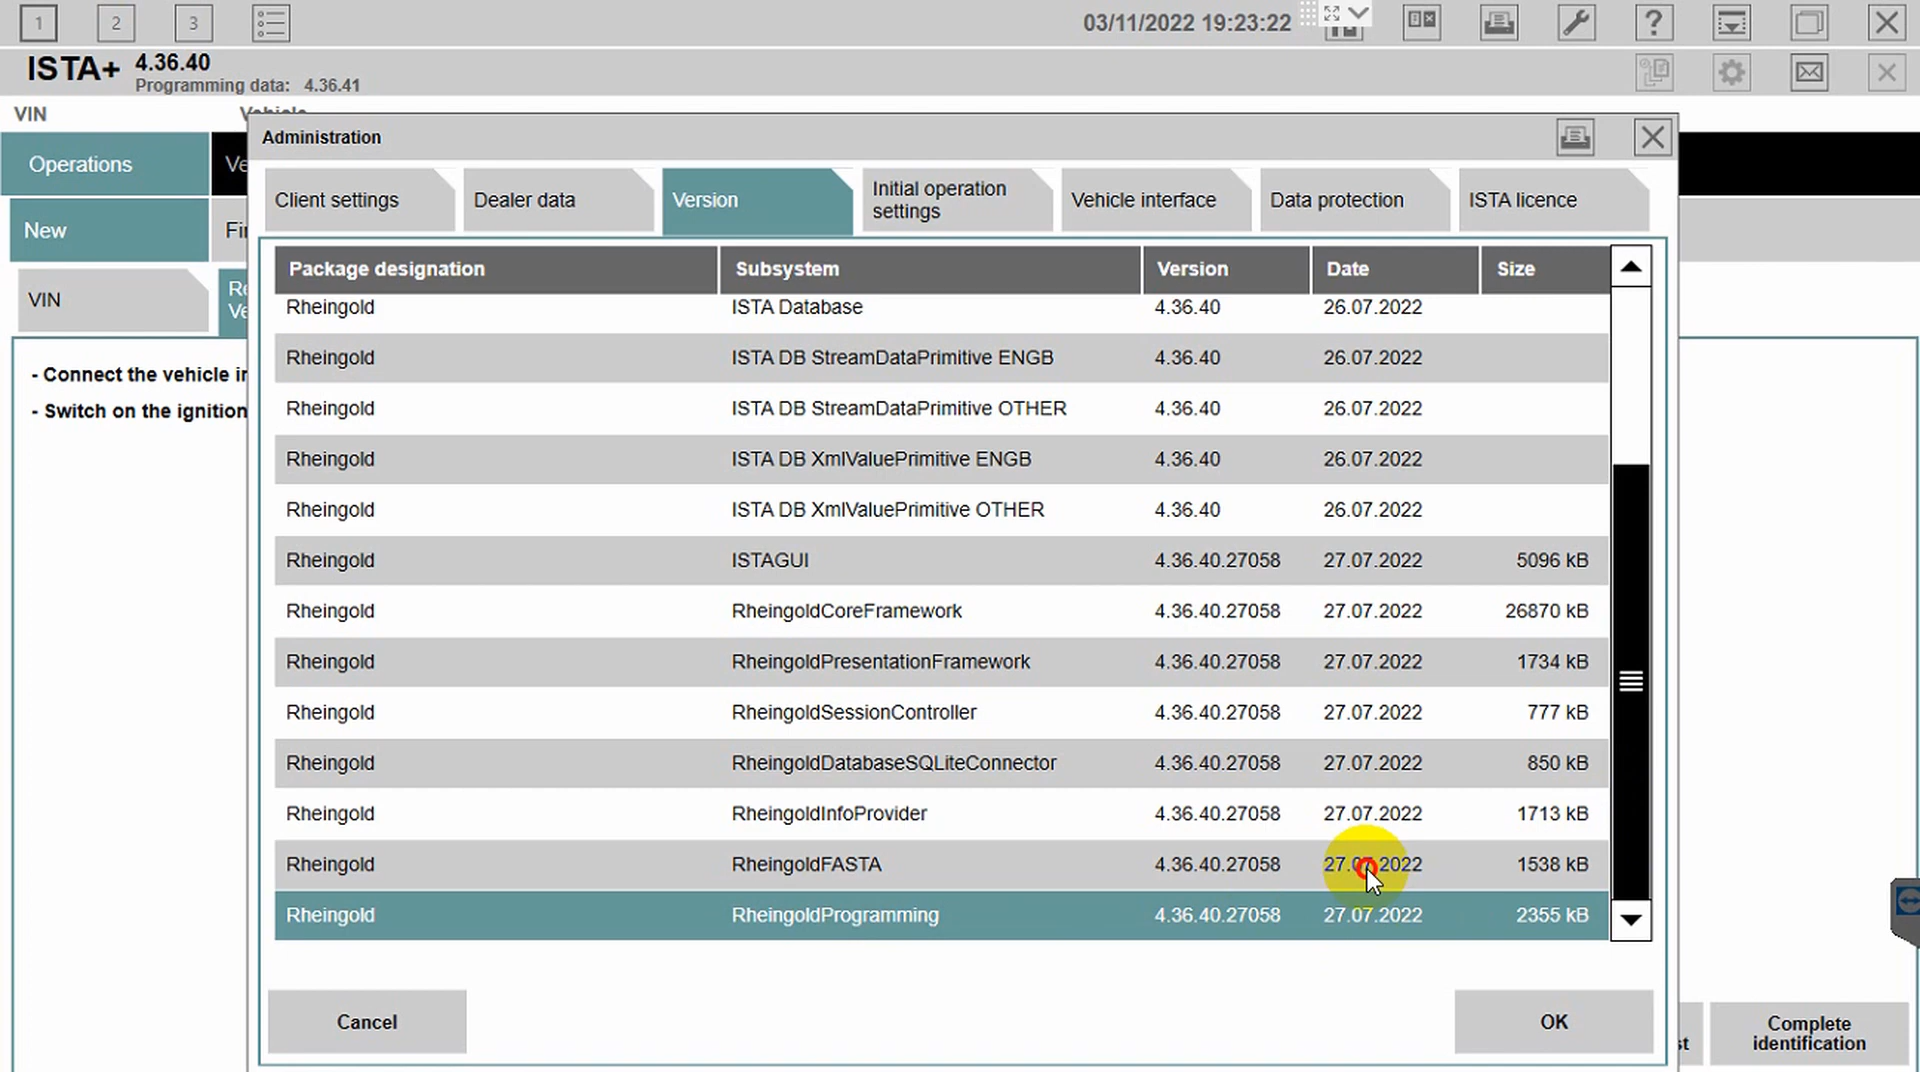 1 2 3
03/11/2022 19:23:22
ISTA+ 4.36.40
Programming data: 4.36.41
VIN Vehicle
Administration
Operations
Client settings
Dealer data
Version
Initial operation
settings
Vehicle interface
Data protection
ISTA licence
New
VIN
Package designation Subsystem Version Date Size
Rheingold ISTA Database 4.36.40 26.07.2022
Rheingold ISTA DB StreamDataPrimitive ENGB 4.36.40 26.07.2022
- Connect the vehicle
Rheingold ISTA DB StreamDataPrimitive OTHER 4.36.40 26.07.2022
- Switch on the ignition
Rheingold ISTA DB XmlValuePrimitive ENGB 4.36.40 26.07.2022
Rheingold ISTA DB XmlValuePrimitive OTHER 4.36.40 26.07.2022
Rheingold ISTAGUI 4.36.40.27058 27.07.2022 5096 kB
Rheingold RheingoldCoreFramework 4.36.40.27058 27.07.2022 26870 kB
Rheingold RheingoldPresentationFramework 4.36.40.27058 27.07.2022 1734 kB
Rheingold RheingoldSessionController 4.36.40.27058 27.07.2022 777 kB
Rheingold RheingoldDatabaseSQLiteConnector 4.36.40.27058 27.07.2022 850 kB
Rheingold RheingoldInfoProvider 4.36.40.27058 27.07.2022 1713 kB
Rheingold RheingoldFASTA 4.36.40.27058 27.07.2022 1538 kB
Rheingold RheingoldProgramming 4.36.40.27058 27.07.2022 2355 kB
Cancel
OK
Complete
identification